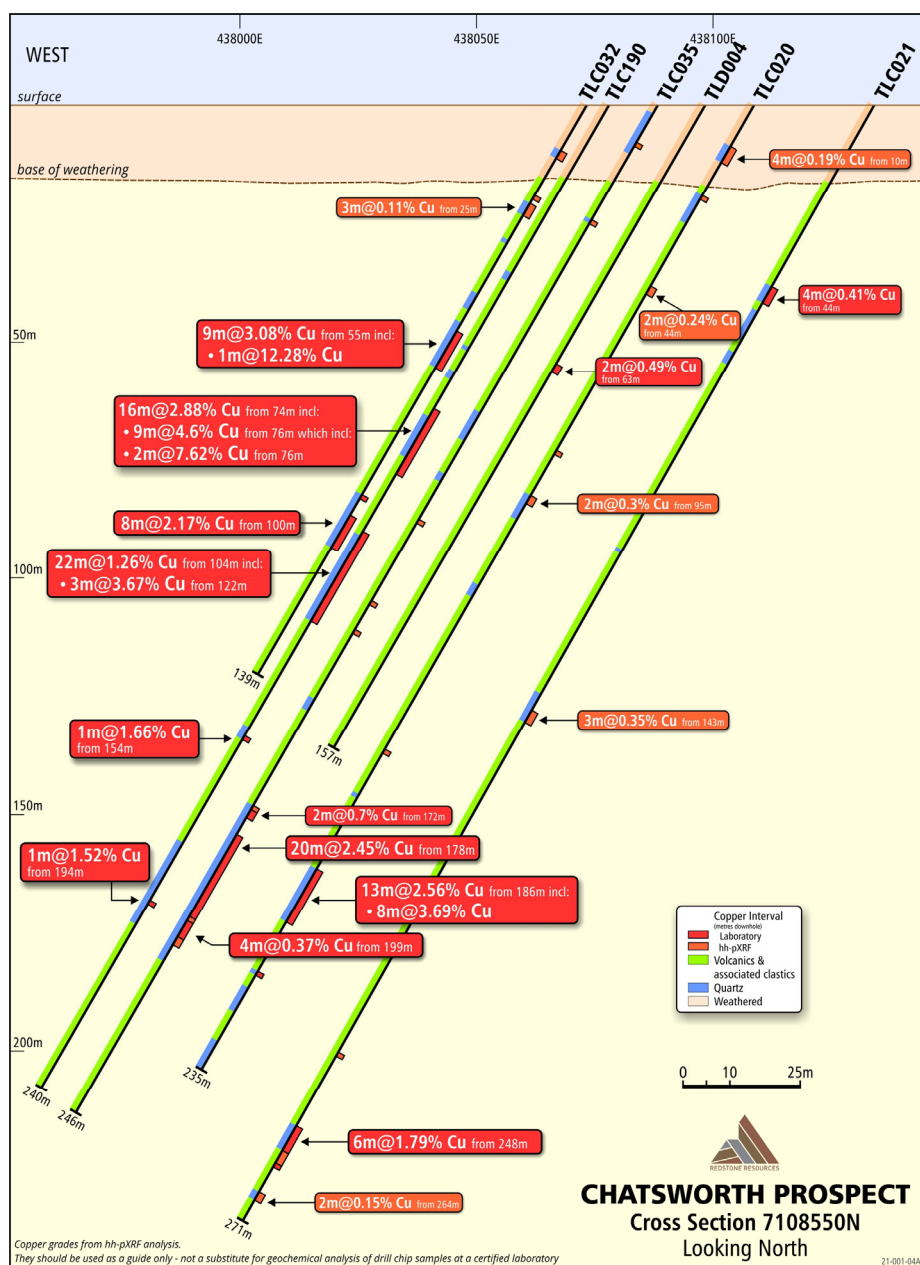 438000E
438050E
438100E
WEST
TLC032
TLC190
TLC035
TLD004
TLC020
TLC021
surface
4m@0.19% Cu from 10m
base of weathering
3m@0.11% Cu from 25m
4m@0.41% Cu
from 44m
2m@0.24% Cu
from 44m
50m
9m@3.08% Cu from 55m incl:
• 1m@12.28% Cu
2m@0.49% Cu
from 63m
16m@2.88% Cu from 74m incl:
• 9m@4.6% Cu from 76m which incl:
• 2m@7.62% Cu from 76m
2m@0.3% Cu from 95m
8m@2.17% Cu from 100m
22m@1.26% Cu from 104m incl:
• 3m@3.67% Cu from 122m
100m
139m
3m@0.35% Cu from 143m
1m@1.66% Cu
from 154m
157m
150m
2m@0.7% Cu from 172m
20m@2.45% Cu from 178m
1m@1.52% Cu
from 194m
13m@2.56% Cu from 186m incl:
• 8m@3.69% Cu
4m@0.37% Cu from 199m
Copper Interval
(metres downhole)
Laboratory
hh-pXRF
Volcanics &
associated clastics
Quartz
Weathered
200m
240m
246m
235m
0 10 25m
6m@1.79% Cu from 248m
2m@0.15% Cu from 264m
271m
REDSTONE RESOURCES
CHATSWORTH PROSPECT
Cross Section 7108550N
Looking North
Copper grades from hh-pXRF analysis.
They should be used as a guide only - not a substitute for geochemical analysis of drill chip samples at a certified laboratory
21-001-04A